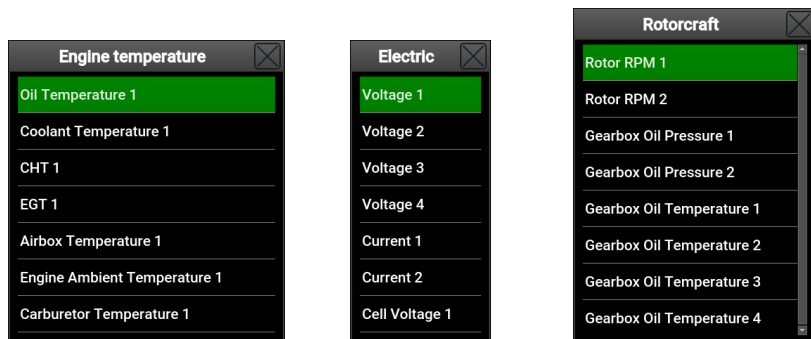 Engine temperature
Oil Temperature 1
Coolant Temperature 1
CHT 1
EGT 1
Airbox Temperature 1
Engine Ambient Temperature 1
Carburetor Temperature 1
Electric
Voltage 1
Voltage 2
Voltage 3
Voltage 4
Current 1
Current 2
Cell Voltage 1
Rotorcraft
Rotor RPM 1
Rotor RPM 2
Gearbox Oil Pressure 1
Gearbox Oil Pressure 2
Gearbox Oil Temperature 1
Gearbox Oil Temperature 2
Gearbox Oil Temperature 3
Gearbox Oil Temperature 4